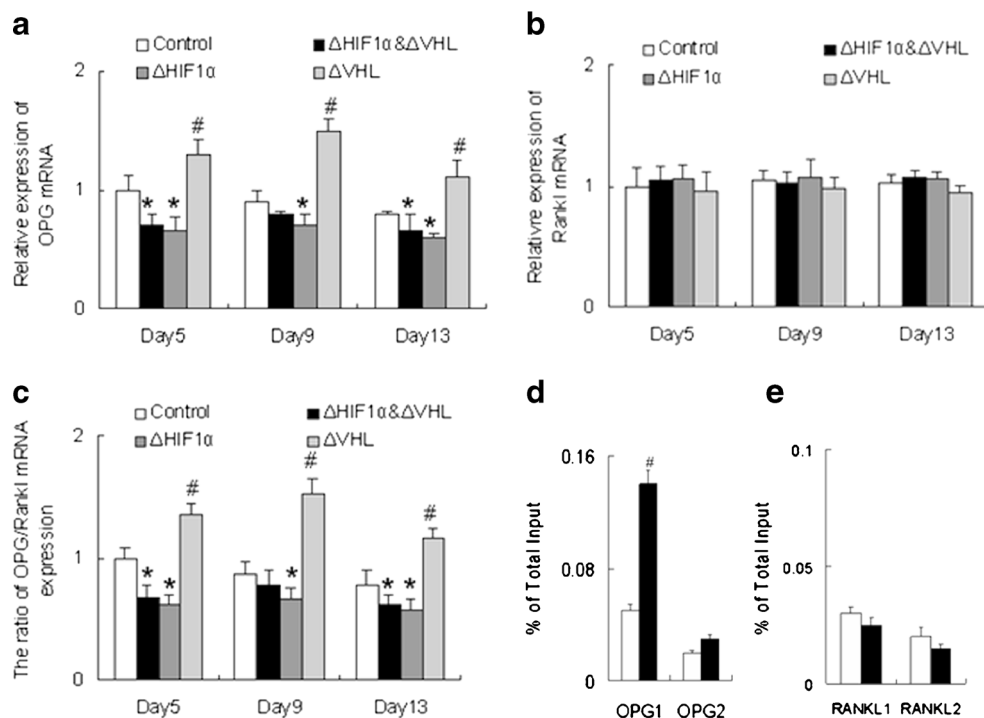 a
Control
ΔHIF1α&ΔVHL
ΔHIF1α
ΔVHL
Relative expression of
OPG mRNA
2
1
0
* * #
* #
* * #
Day5 Day9 Day13
b
Control
ΔHIF1α&ΔVHL
ΔHIF1α
ΔVHL
Relativre expression of
Rankl mRNA
2
1
0
Day5 Day9 Day13
c
Control
ΔHIF1α&ΔVHL
ΔHIF1α
ΔVHL
The ratio of OPG/Rankl mRNA
expression
2
1
0
* * #
* #
* * #
Day5 Day9 Day13
d
% of Total Input
0.16
0.08
0
#
OPG1 OPG2
e
% of Total Input
0.1
0.05
0
RANKL1 RANKL2